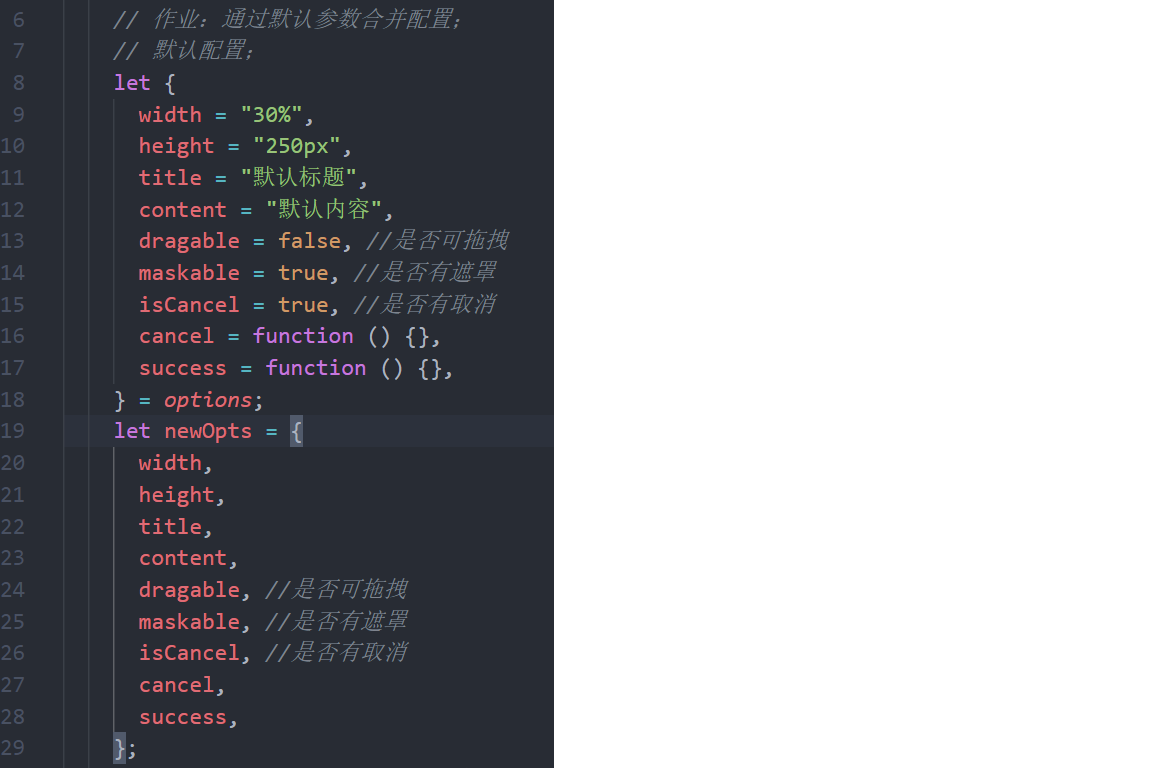 6 // 作业：通过默认参数合并配置；
7 // 默认配置；
8 let {
9 width = "30%",
10 height = "250px",
11 title = "默认标题",
12 content = "默认内容",
13 dragable = false, //是否可拖拽
14 maskable = true, //是否有遮罩
15 isCancel = true, //是否有取消
16 cancel = function () {},
17 success = function () {},
18 } = options;
19 let newOpts = {
20 width,
21 height,
22 title,
23 content,
24 dragable, //是否可拖拽
25 maskable, //是否有遮罩
26 isCancel, //是否有取消
27 cancel,
28 success,
29 };